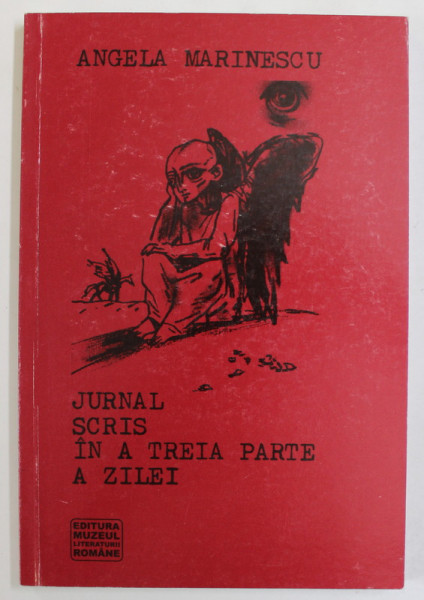 ANGELA MARINESCU
JURNAL
SCRIS
ÎN A TREIA PARTE
A ZILEI
EDITURA
MUZEUL
LITERATURII
ROMÂNE